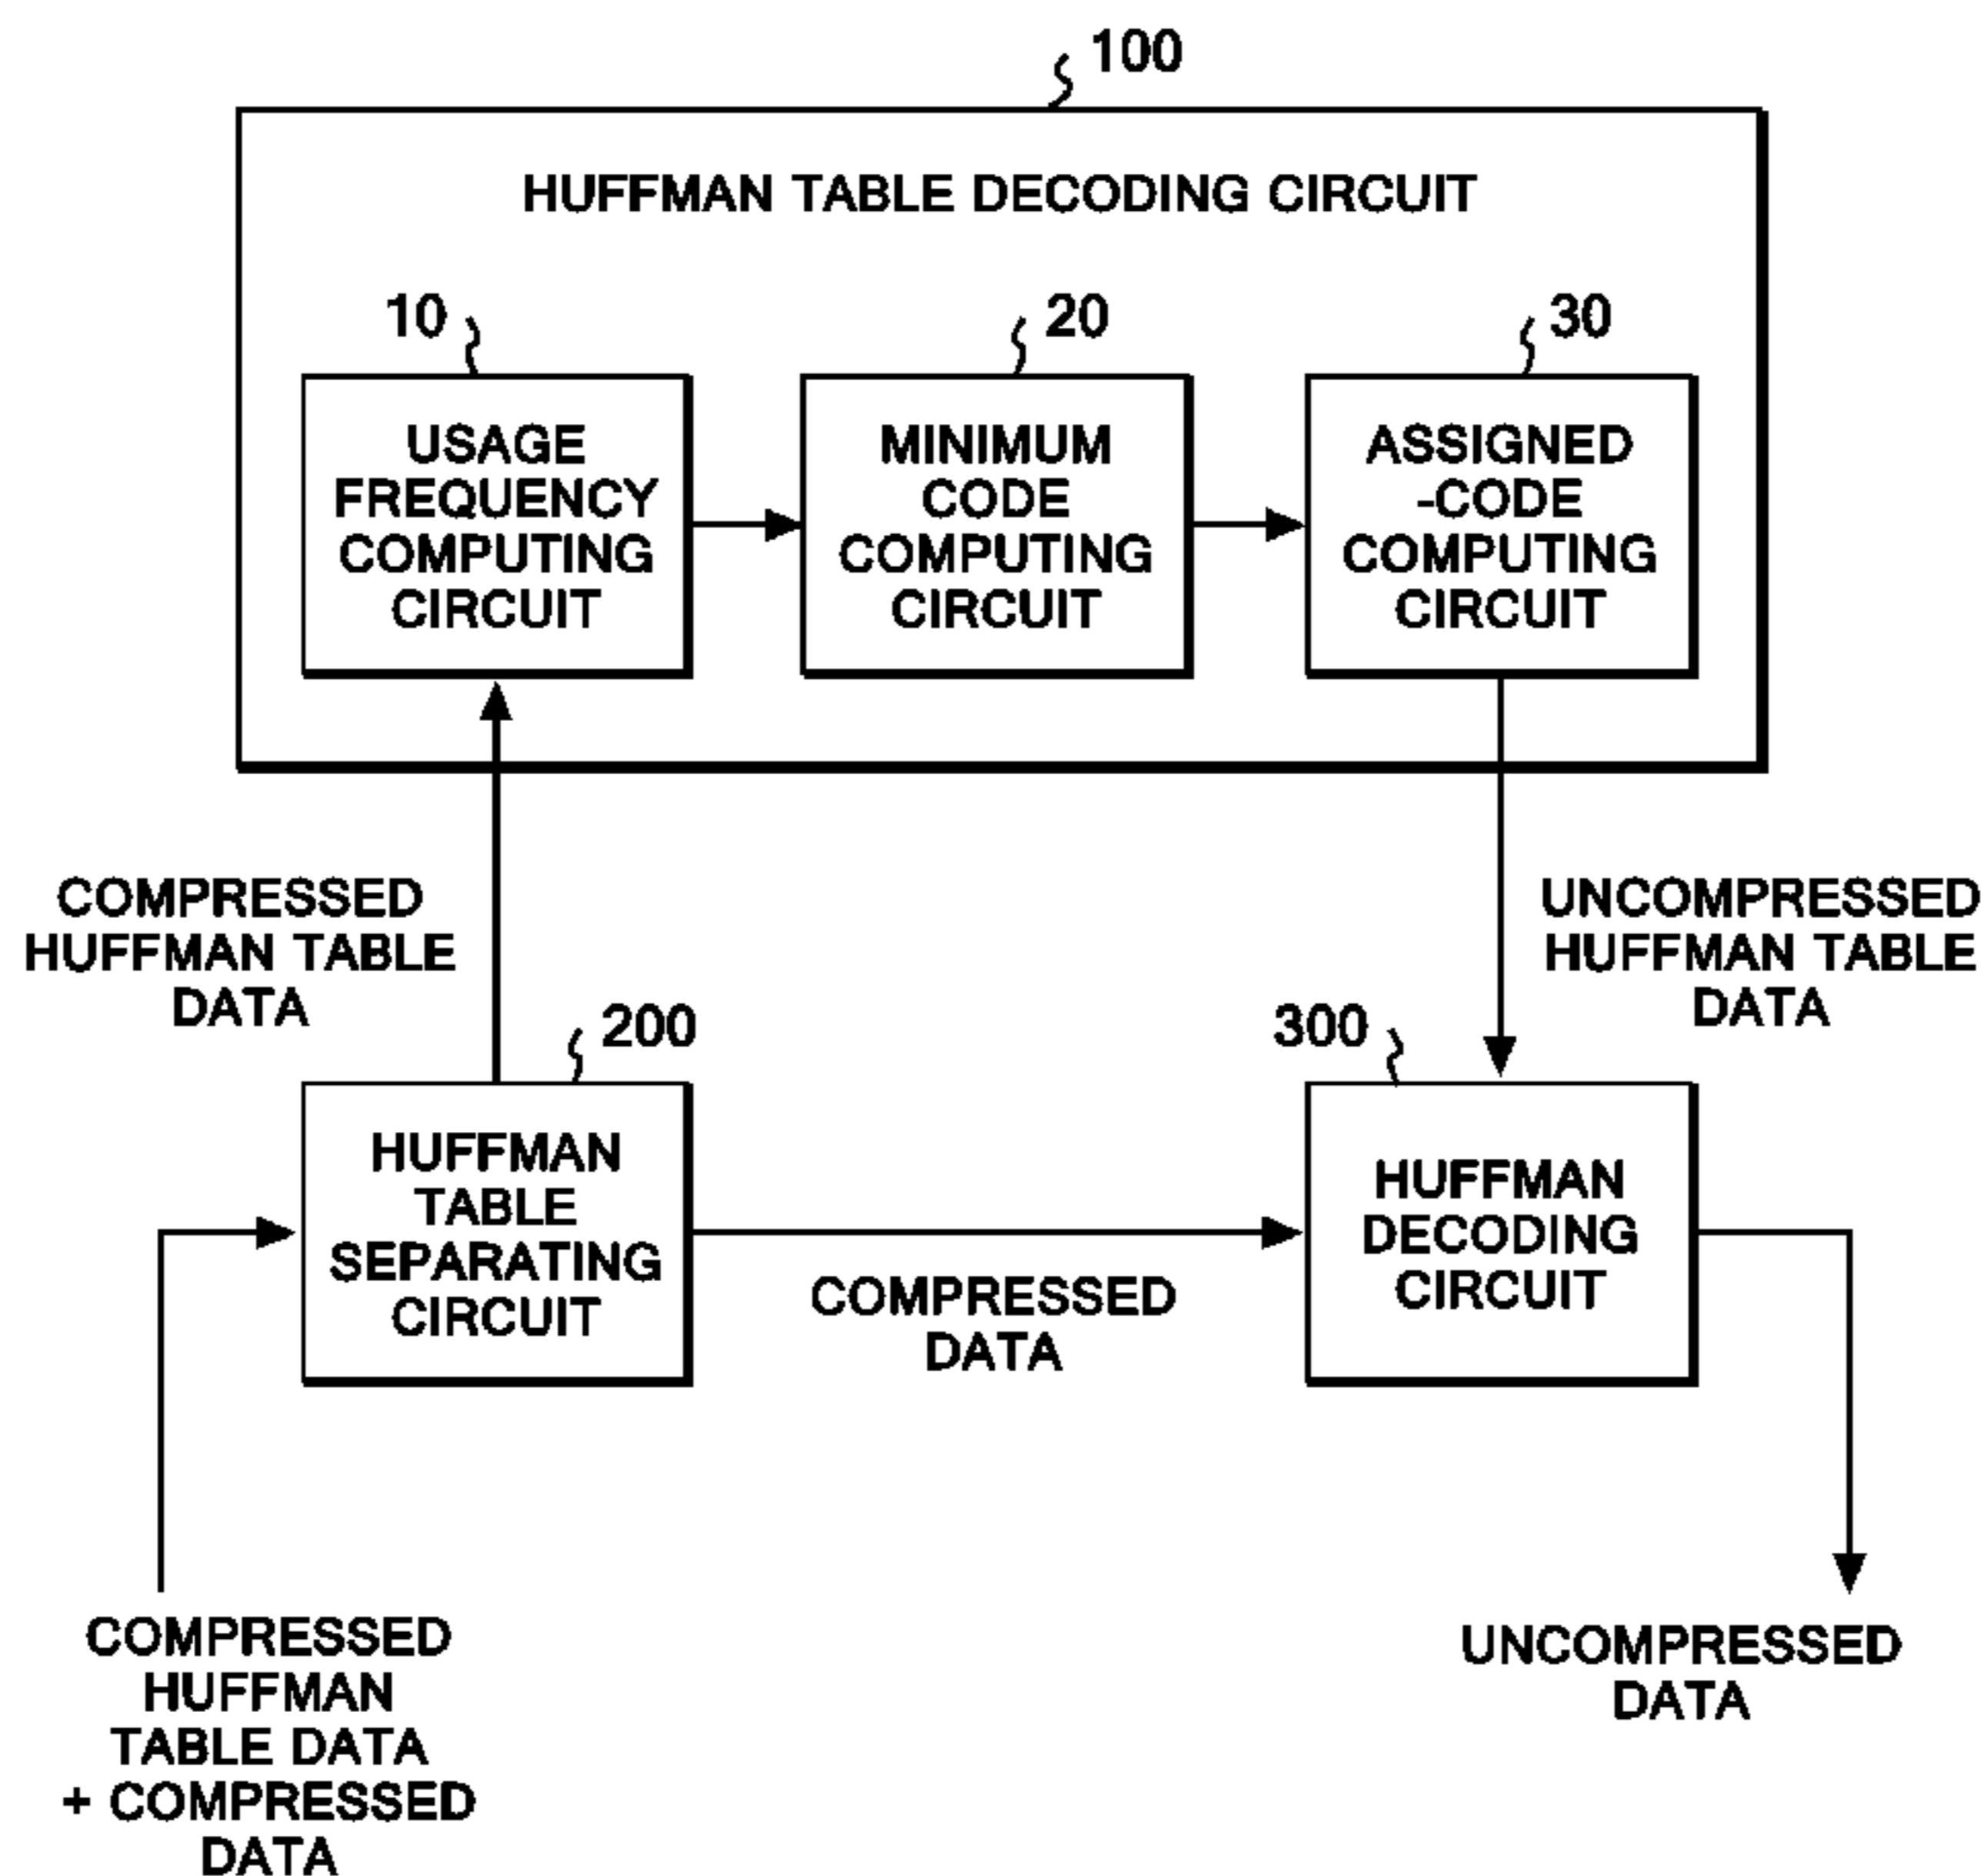 100
HUFFMAN TABLE DECODING CIRCUIT
10
USAGE
FREQUENCY
COMPUTING
CIRCUIT
20
MINIMUM
CODE
COMPUTING
CIRCUIT
30
ASSIGNED
-CODE
COMPUTING
CIRCUIT
COMPRESSED
HUFFMAN TABLE
DATA
UNCOMPRESSED
HUFFMAN TABLE
DATA
200
HUFFMAN
TABLE
SEPARATING
CIRCUIT
COMPRESSED
DATA
300
HUFFMAN
DECODING
CIRCUIT
COMPRESSED
HUFFMAN
TABLE DATA
+ COMPRESSED
DATA
UNCOMPRESSED
DATA